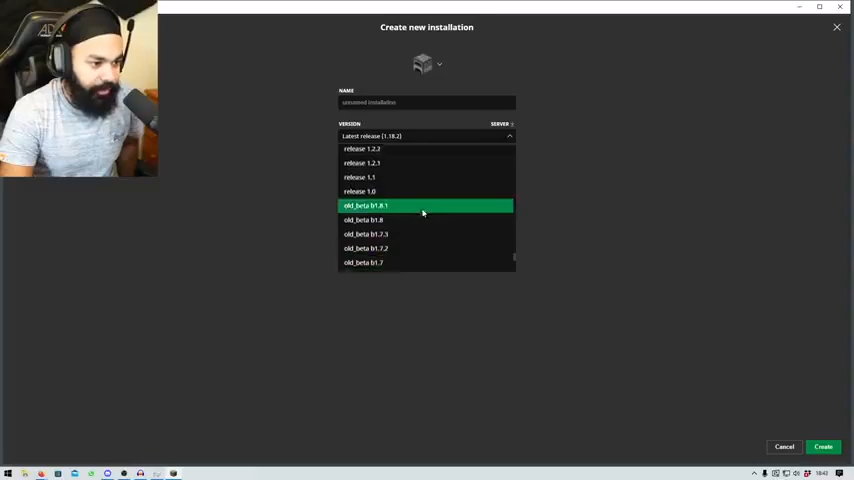 Create new installation
NAME
unnamed installation
VERSION
SERVER
Latest release (1.18.2)
release 1.2.2
release 1.2.1
release 1.1
release 1.0
old_beta b1.8.1
old_beta b1.8
old_beta b1.7.3
old_beta b1.7.2
old_beta b1.7
Cancel
Create
18:43